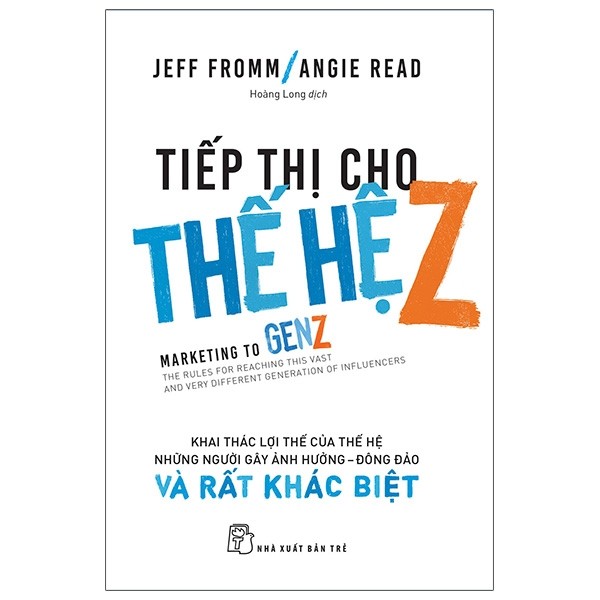 JEFF FROMM/ANGIE READ
Hoàng Long dịch
TIẾP THỊ CHO
THẾ HỆ Z
MARKETING TO GENZ
THE RULES FOR REACHING THIS VAST
AND VERY DIFFERENT GENERATION OF INFLUENCERS
KHAI THÁC LỢI THẾ CỦA THẾ HỆ
NHỮNG NGƯỜI GÂY ẢNH HƯỞNG – ĐÔNG ĐẢO
VÀ RẤT KHÁC BIỆT
NHÀ XUẤT BẢN TRẺ